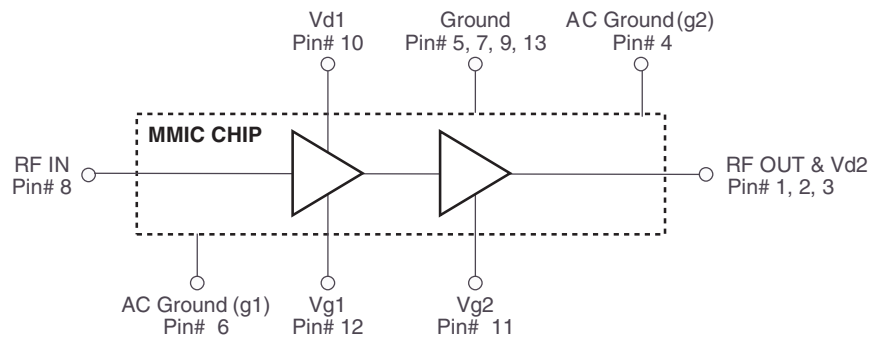 Vd1
Pin# 10
Ground
Pin# 5, 7, 9, 13
AC Ground (g2)
Pin# 4
MMIC CHIP
RF IN
Pin# 8
RF OUT & Vd2
Pin# 1, 2, 3
AC Ground (g1)
Pin# 6
Vg1
Pin# 12
Vg2
Pin# 11